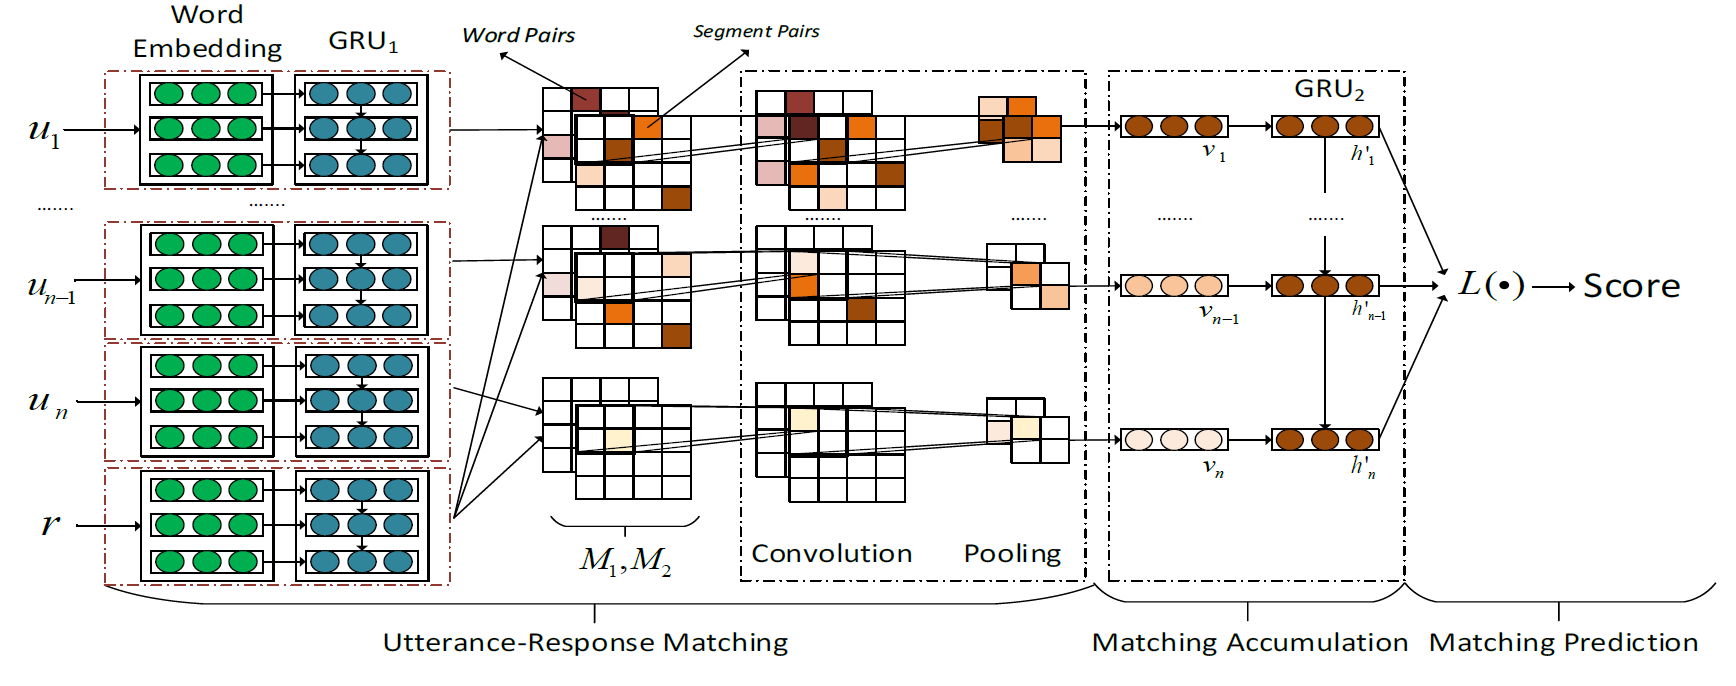 Word
Embedding
GRU1
Word Pairs
Segment Pairs
GRU2
u1
v1
h'1
.......
.......
.......
.......
.......
.......
.......
un−1
vn−1
h'n−1
L(•)
Score
un
vn
h'n
r
M1, M2
Convolution
Pooling
Utterance-Response Matching
Matching Accumulation
Matching Prediction